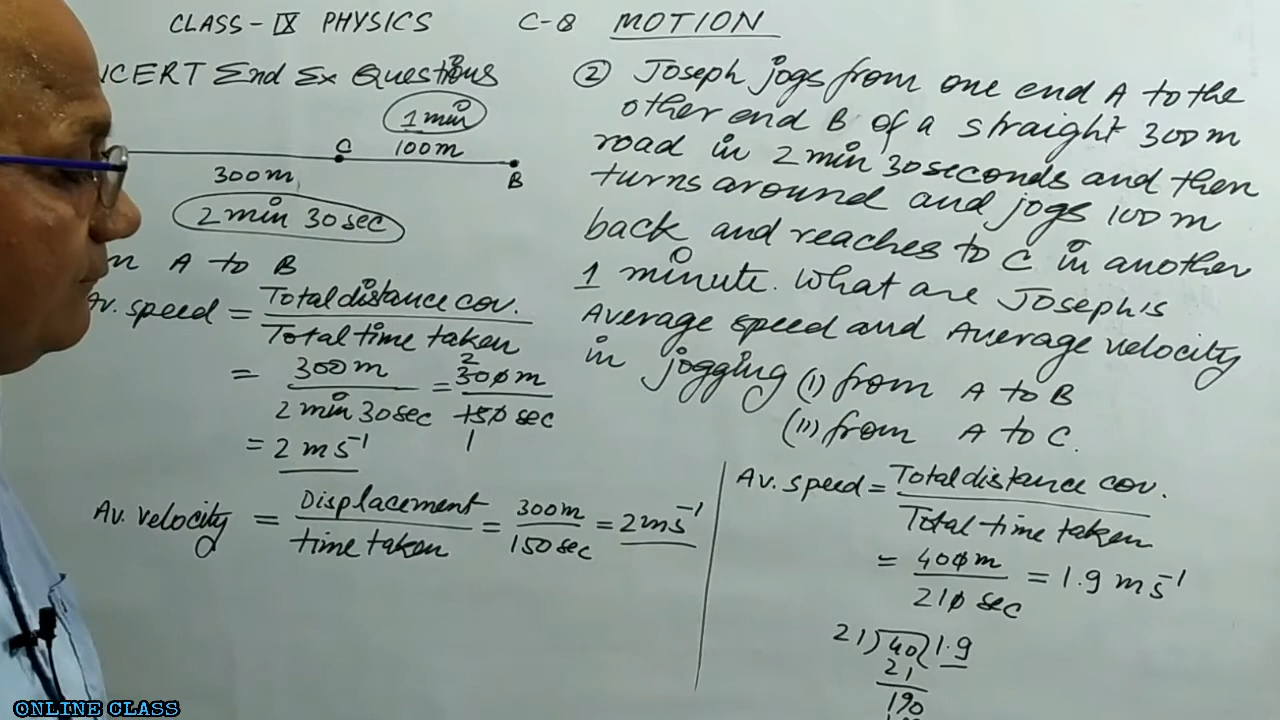 CLASS-IX PHYSICS C-8 MOTION
NCERT End Ex Questions
1 min
C 100m
300m B
2 min 30 sec
A to B
Av. speed = Total distance cov. / Total time taken
= 300m / 2 min 30 sec = 2 300m / 150 sec 1
= 2 ms⁻¹
Av. velocity = Displacement / time taken = 300m / 150 sec = 2 ms⁻¹
② Joseph jogs from one end A to the
other end B of a straight 300m
road in 2 min 30 seconds and then
turns around and jogs 100m
back and reaches to C in another
1 minute. What are Joseph's
Average speed and Average velocity
in jogging (i) from A to B
(ii) from A to C.
Av. speed = Total distance cov. / Total time taken
= 400m / 210 sec = 1.9 ms⁻¹
21) 40 (1.9
21
190
ONLINE CLASS